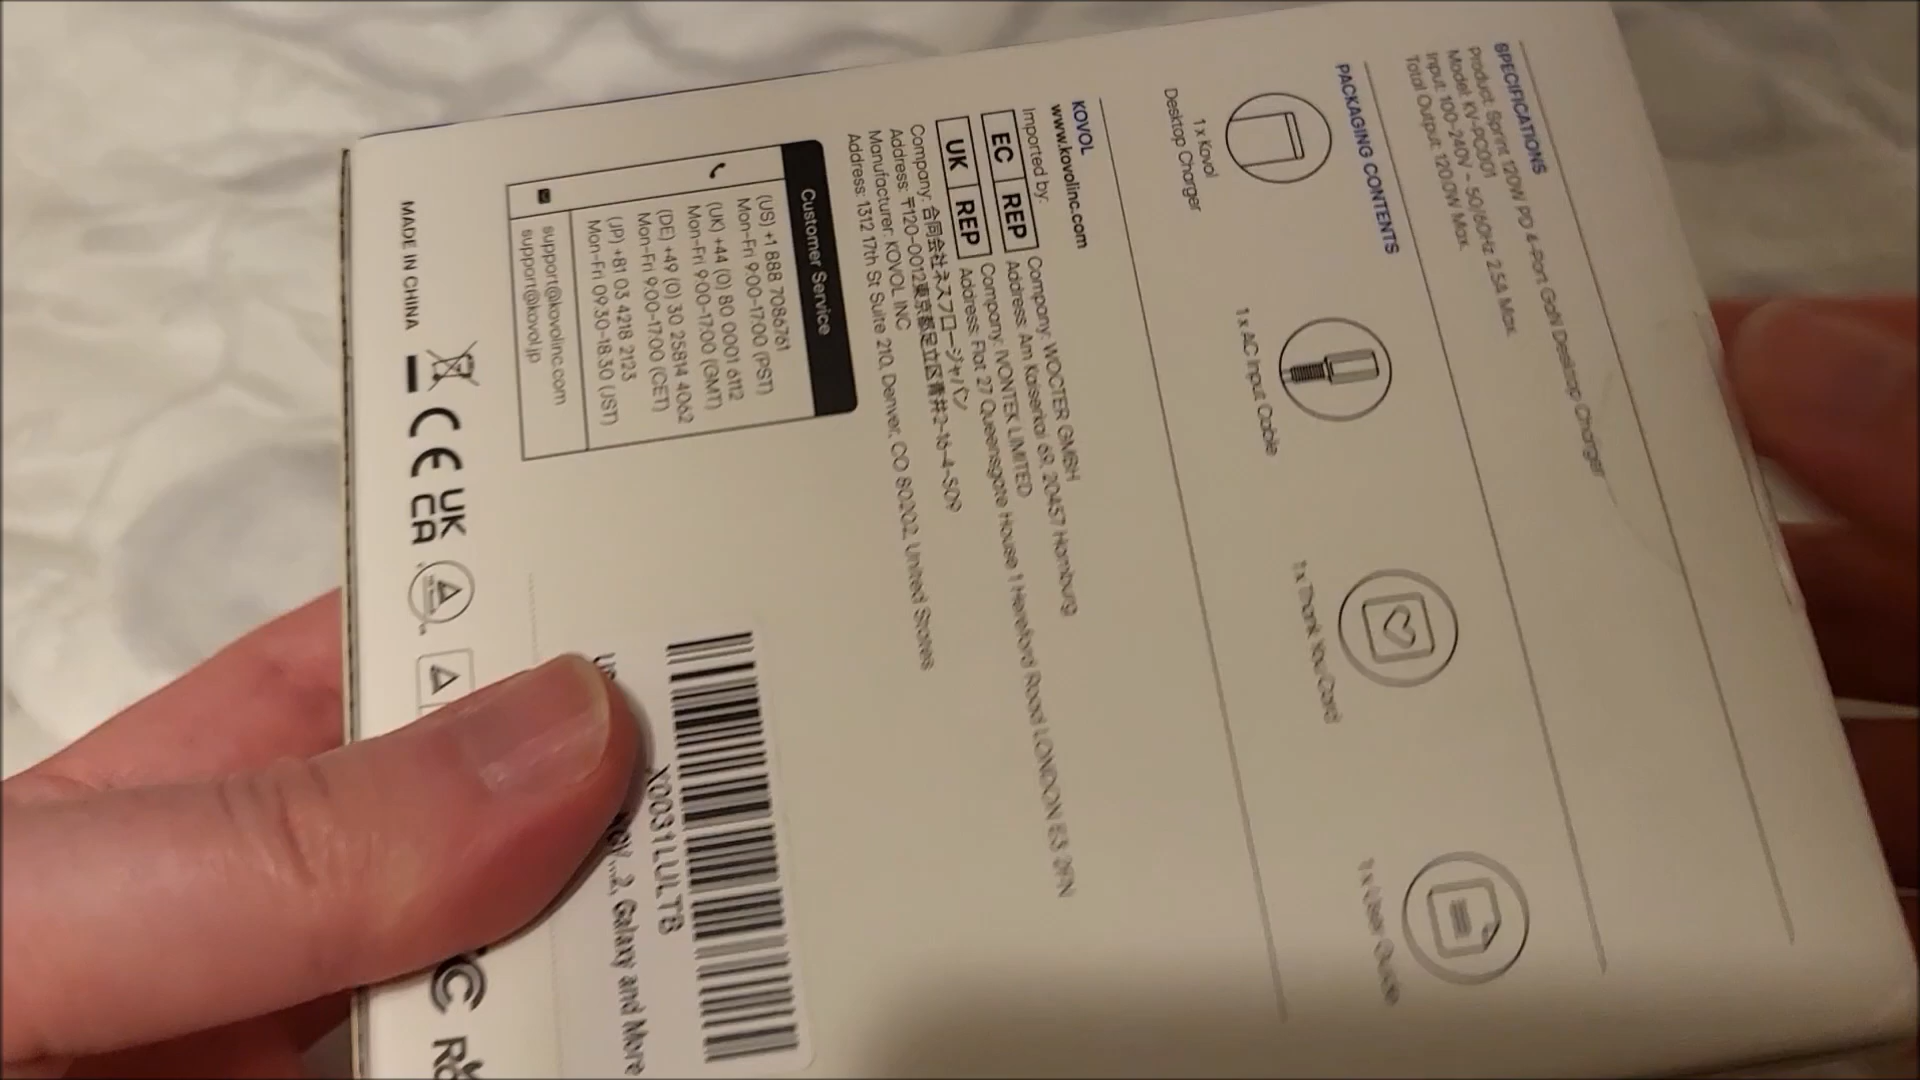 SPECIFICATIONS
Product: Sprint 120W PD 4-Port GaN Desktop Charger
Model: KV-PC001
Input: 100-240V ~ 50/60Hz 2.5A Max.
Total Output: 120.0W Max.
PACKAGING CONTENTS
1 x Kovol
Desktop Charger
1 x AC Input Cable
1 x Thank You Card
1 x User Guide
KOVOL
www.kovolinc.com
Imported by:
EC REP
Company: WOCTER GMBH
Address: Am Kaiserkai 69, 20457 Hamburg
UK REP
Company: IVONTEK LIMITED
Address: Flat 27 Queensgate House 1 Hereford Road LONDON E3 2FN
Company: 合同会社ネスフロージャパン
Address: 〒120-0012東京都足立区青井2-16-4-509
Manufacturer: KOVOL INC
Address: 1312 17th St Suite 210, Denver, CO 80202, United States
Customer Service
(US) +1 888 7086761
Mon-Fri 9:00-17:00 (PST)
(UK) +44 (0) 80 0001 6112
Mon-Fri 9:00-17:00 (GMT)
(DE) +49 (0) 30 25814 4062
Mon-Fri 9:00-17:00 (CET)
(JP) +81 03 4218 2123
Mon-Fri 09.30-18.30 (JST)
support@kovolinc.com
support@kovol.jp
X0031LULTB
2, Galaxy and More
MADE IN CHINA
CE
UK
CA